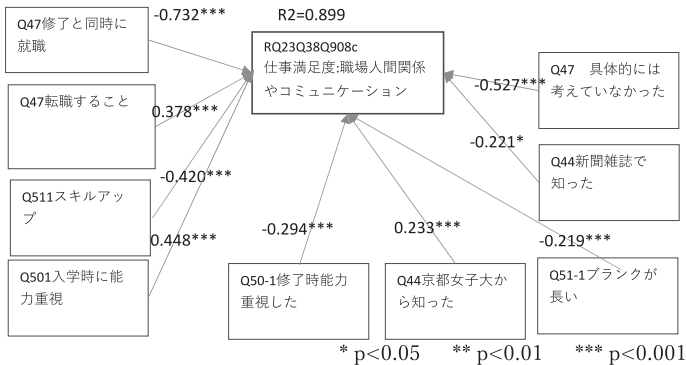 Q47修了と同時に
就職
-0.732***
R2=0.899
RQ23Q38Q908c
仕事満足度:職場人間関係
やコミュニケーション
Q47　具体的には
考えていなかった
-0.527***
Q47転職すること
0.378***
-0.221*
Q44新聞雑誌で
知った
Q511スキルアッ
プ
-0.420***
0.448***
Q501入学時に能
力重視
-0.294***
0.233***
-0.219***
Q50-1修了時能力
重視した
Q44京都女子大か
ら知った
Q51-1ブランクが
長い
* p<0.05　** p<0.01　*** p<0.001